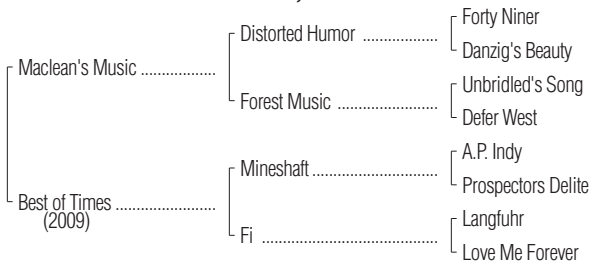 Forty Niner
Distorted Humor ..................
Danzig's Beauty
Maclean's Music ..................
Unbridled's Song
Forest Music ........................
Defer West
A.P. Indy
Mineshaft ..............................
Prospectors Delite
Best of Times ........................
(2009)
Langfuhr
Fi ..........................................
Love Me Forever